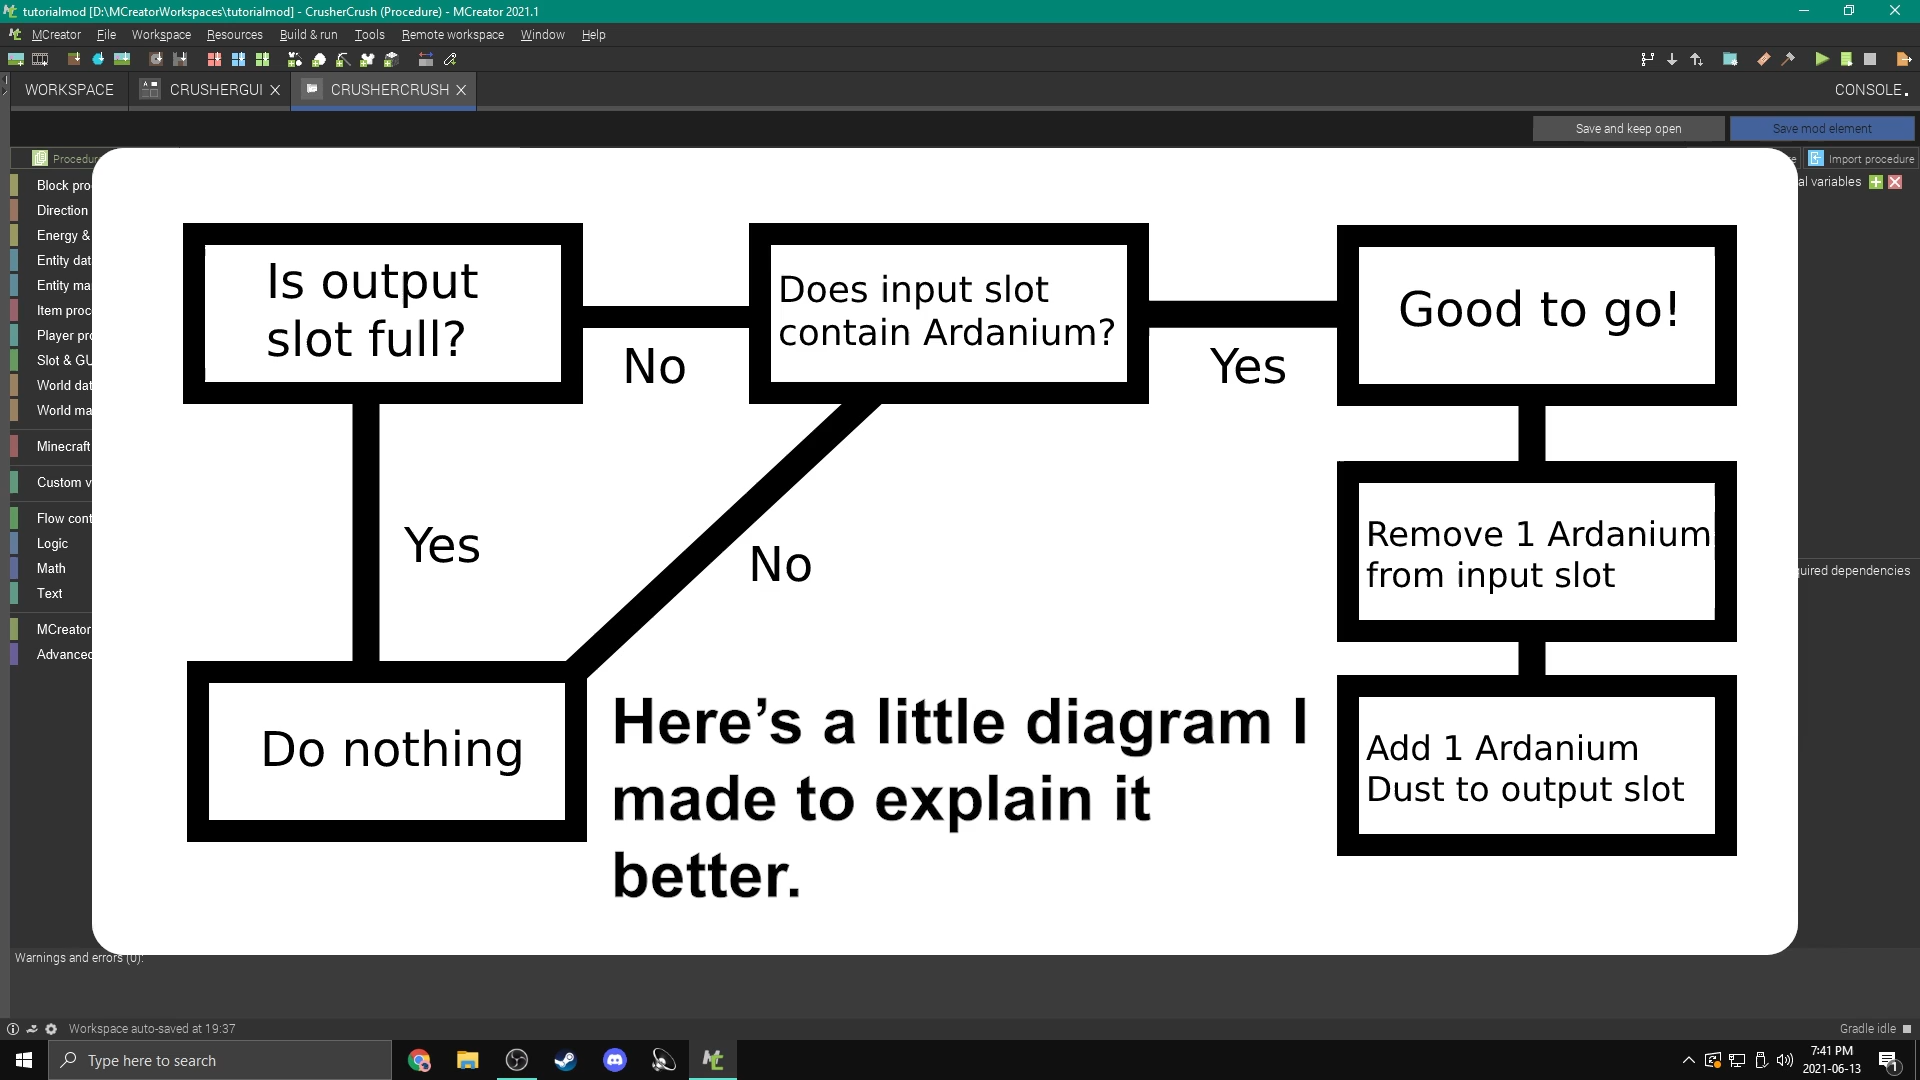 tutorialmod [D:\MCreatorWorkspaces\tutorialmod] - CrusherCrush (Procedure) - MCreator 2021.1
MCreator File Workspace Resources Build & run Tools Remote workspace Window Help
WORKSPACE CRUSHERGUI CRUSHERCRUSH CONSOLE
Save and keep open Save mod element
Import procedure
al variables
Block pro
Direction
Energy &
Entity dat
Entity ma
Item proc
Player pro
Slot & GU
World dat
World ma
Minecraft
Custom v
Flow cont
Logic
Math
Text
MCreator
Advanced
Is output
slot full?
No
Does input slot
contain Ardanium?
Yes
Good to go!
Yes
No
Remove 1 Ardanium
from input slot
uired dependencies
Do nothing
Add 1 Ardanium
Dust to output slot
Here’s a little diagram I
made to explain it
better.
Warnings and errors (0):
Workspace auto-saved at 19:37
Gradle idle
Type here to search
7:41 PM
2021-06-13
1